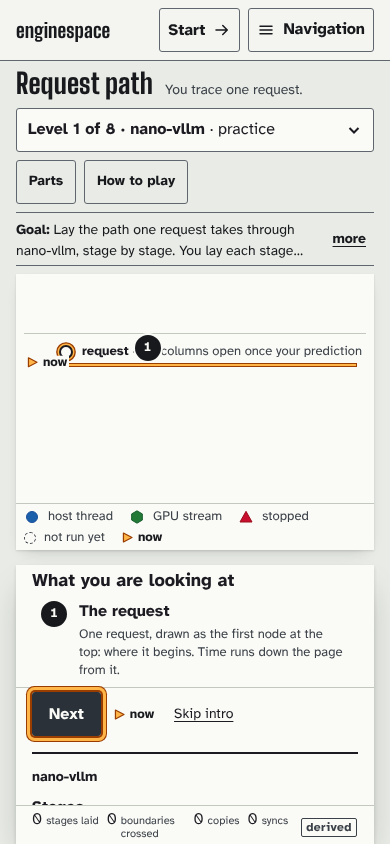 enginespace
Start →
Navigation
Request path
You trace one request.
Level 1 of 8 · nano-vllm · practice
Parts
How to play
Goal: Lay the path one request takes through
nano-vllm, stage by stage. You lay each stage...
more
request
1
columns open once your prediction
now
host thread
GPU stream
stopped
not run yet
now
What you are looking at
1
The request
One request, drawn as the first node at the
top: where it begins. Time runs down the page
from it.
Next
now
Skip intro
nano-vllm
0 stages laid
0 boundaries
crossed
0 copies
0 syncs
derived